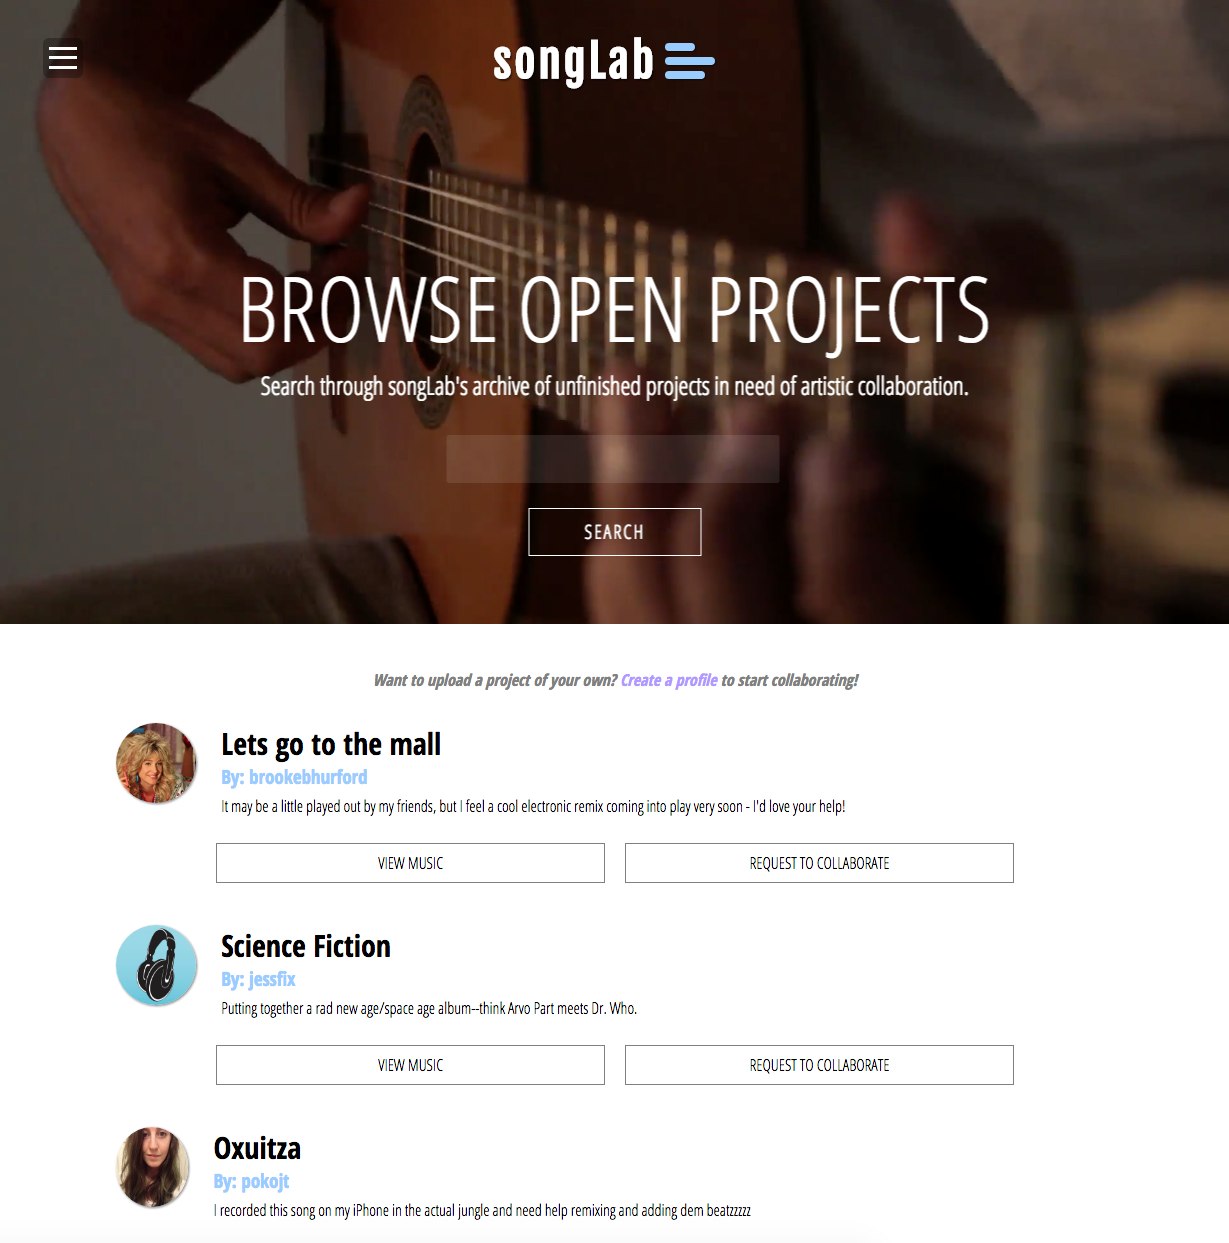 songLab
BROWSE OPEN PROJECTS
Search through songLab's archive of unfinished projects in need of artistic collaboration.
SEARCH
Want to upload a project of your own? Create a profile to start collaborating!
Lets go to the mall
By: brookebhurford
It may be a little played out by my friends, but I feel a cool electronic remix coming into play very soon - I'd love your help!
VIEW MUSIC
REQUEST TO COLLABORATE
Science Fiction
By: jessfix
Putting together a rad new age/space age album--think Arvo Part meets Dr. Who.
VIEW MUSIC
REQUEST TO COLLABORATE
Oxuitza
By: pokojt
I recorded this song on my iPhone in the actual jungle and need help remixing and adding dem beatzzzzz